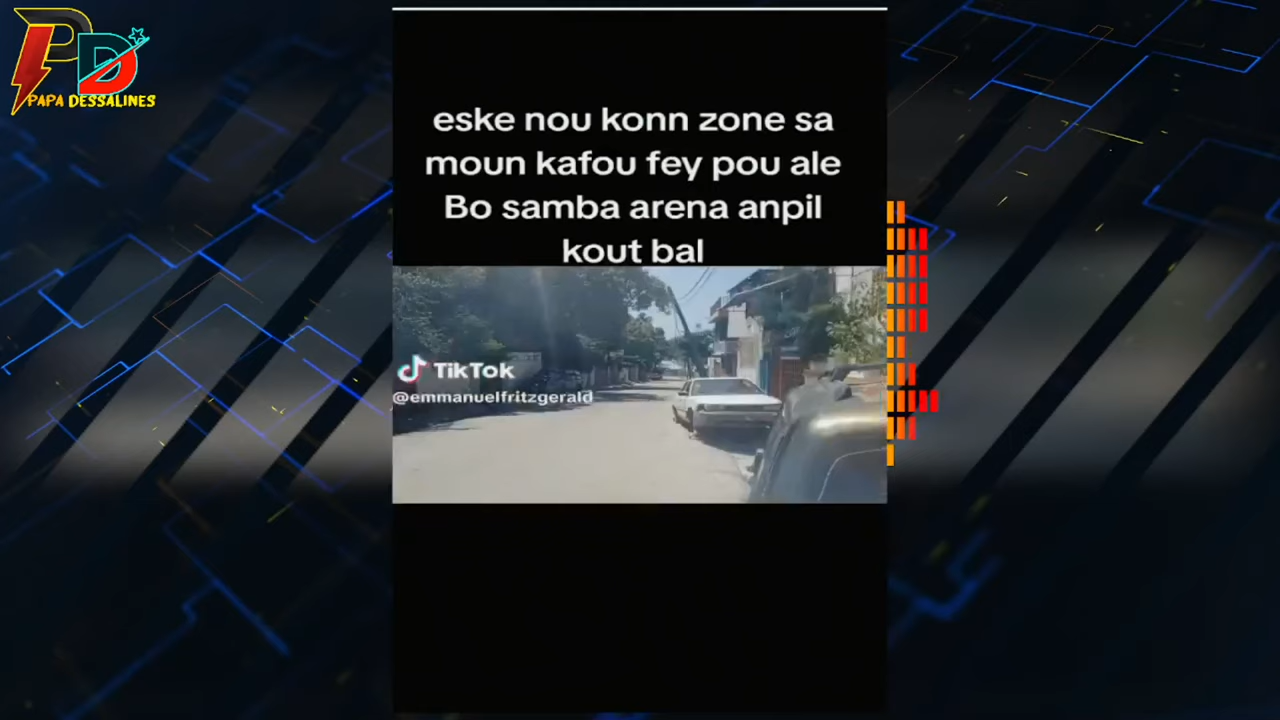 PD
PAPA DESSALINES
eske nou konn zone sa
moun kafou fey pou ale
Bo samba arena anpil
kout bal
TikTok
@emmanuelfritzgerald